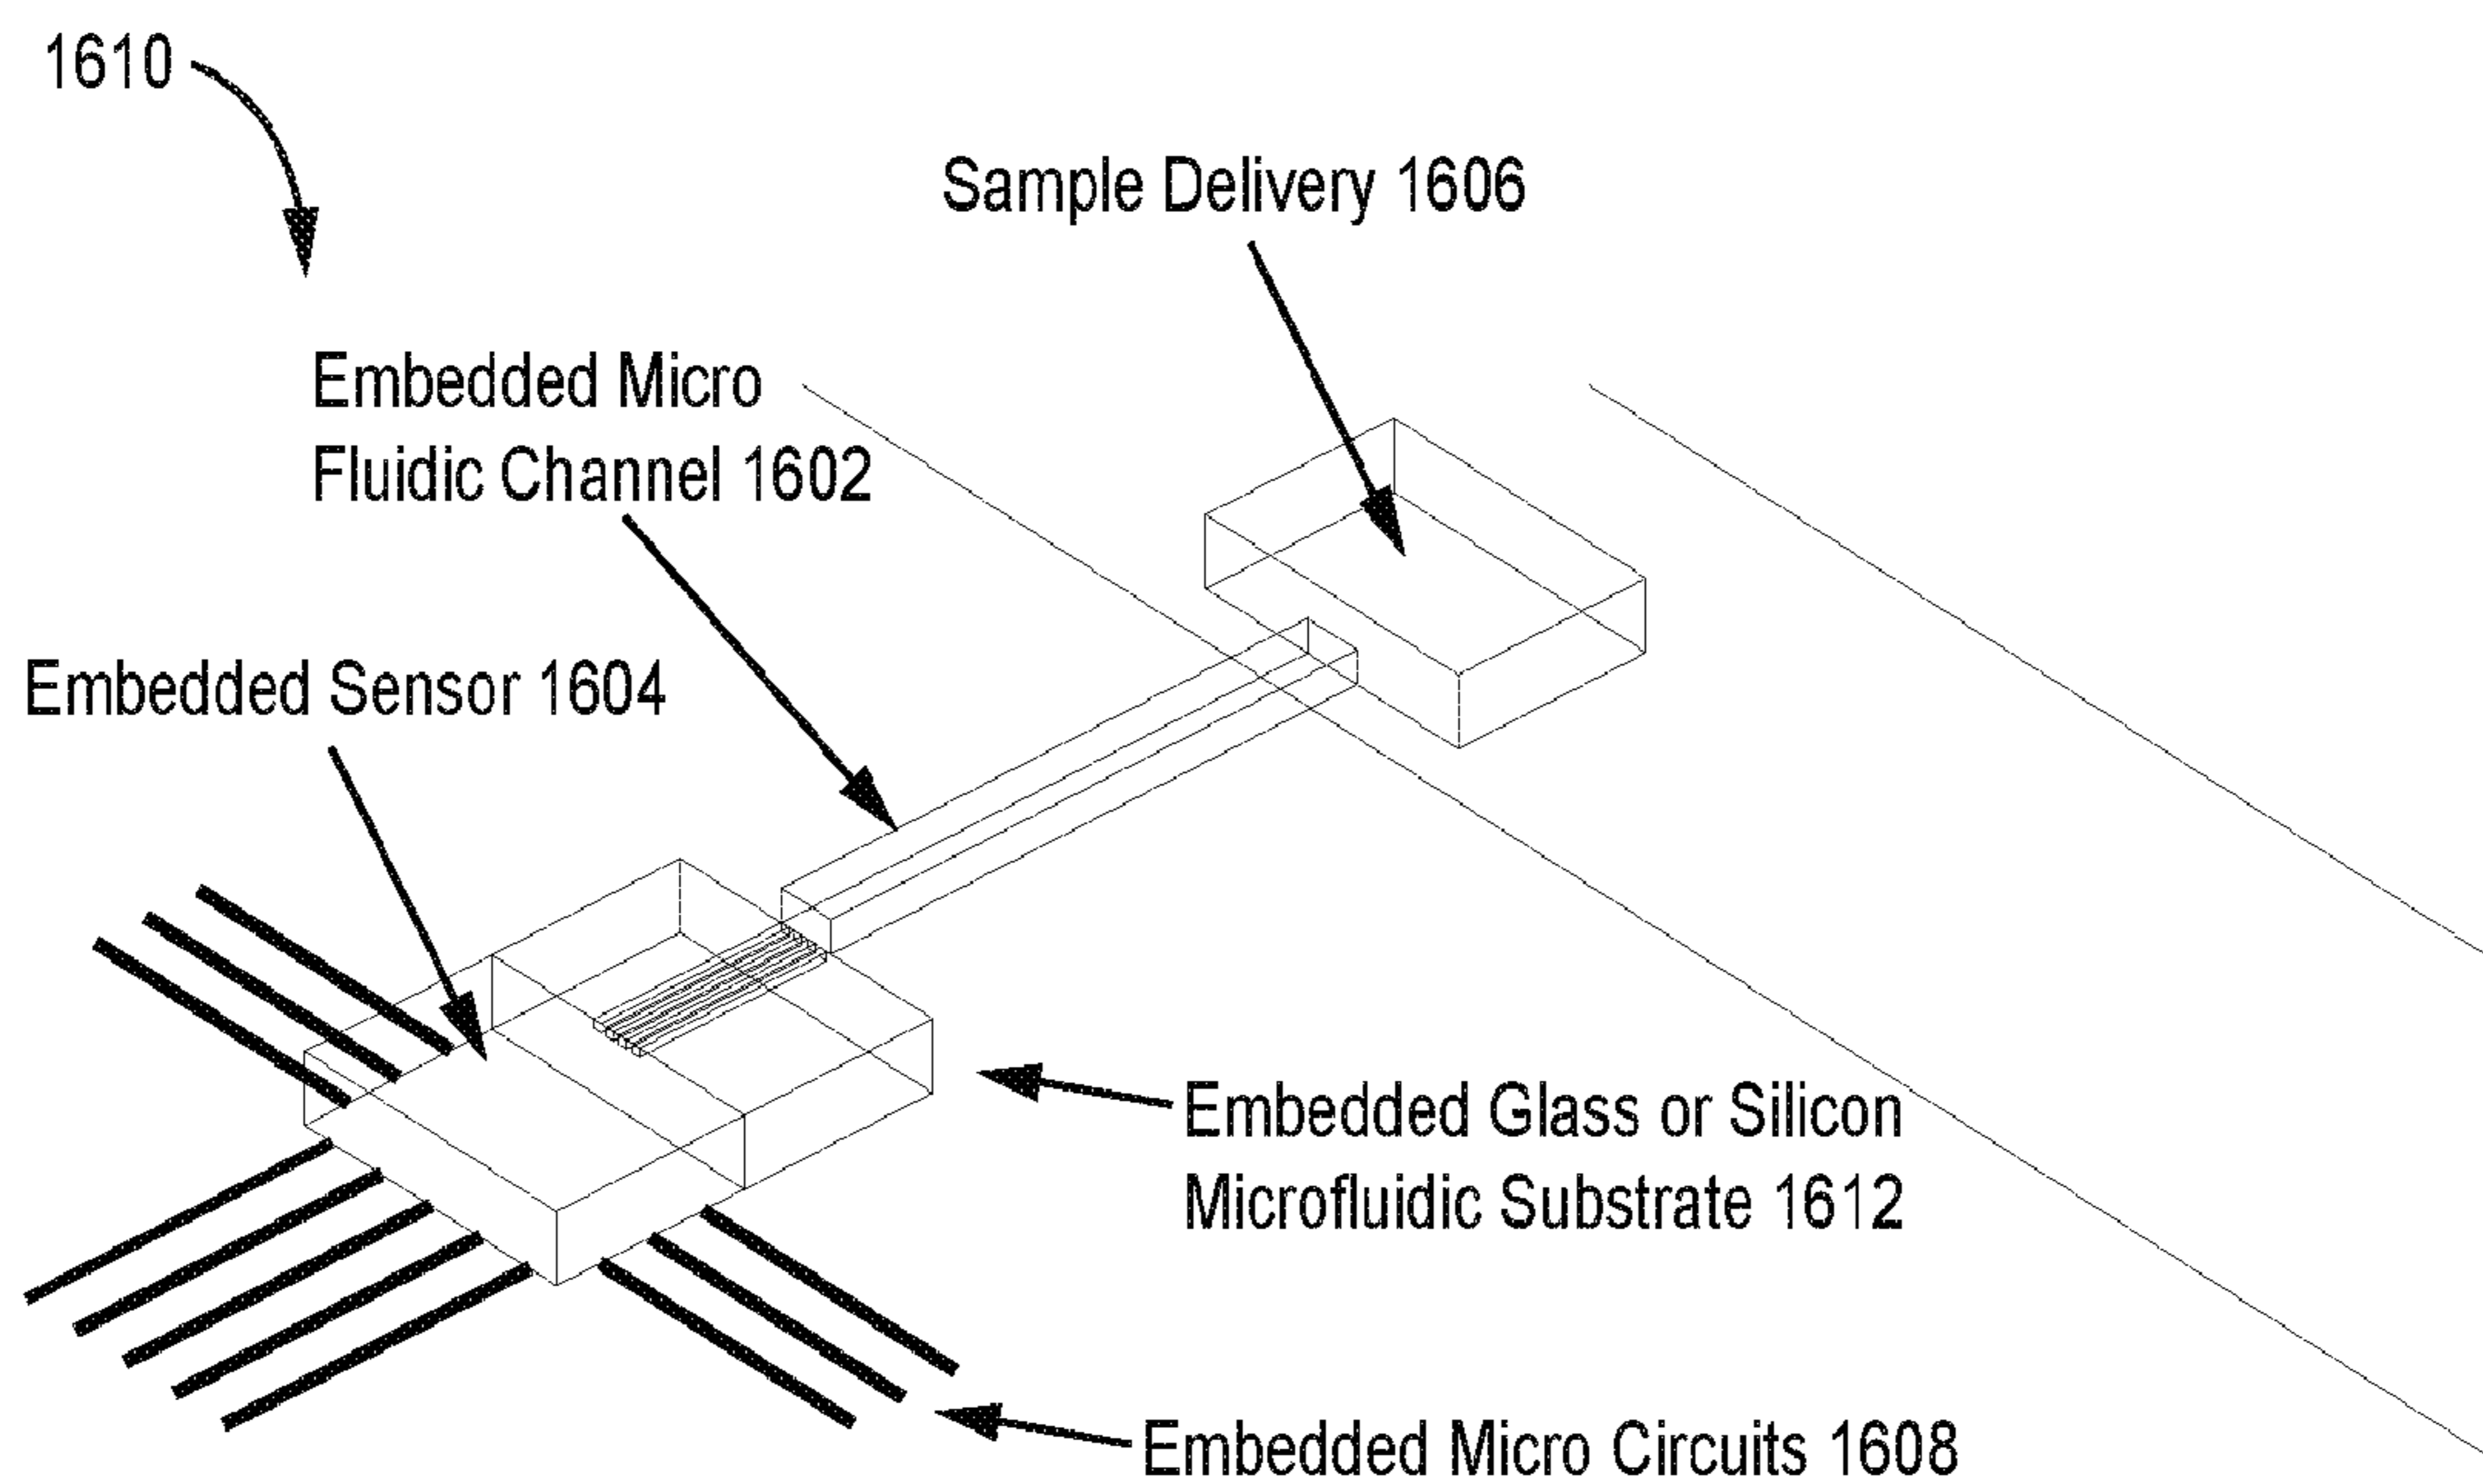 1610
Sample Delivery 1606
Embedded Micro
Fluidic Channel 1602
Embedded Sensor 1604
Embedded Glass or Silicon
Microfluidic Substrate 1612
Embedded Micro Circuits 1608